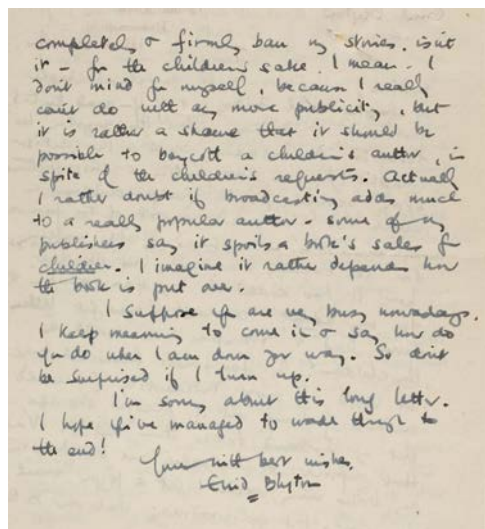 completely & firmly ban my stories, isn't
it - for the children's sake, I mean. I
don't mind for myself, because I really
can't do with any more publicity, but
it is rather a shame that it should be
possible to boycott a children's author, in
spite of the children's requests. Actually
I rather doubt if broadcasting adds much
to a really popular author - some of my
publishers say it spoils a book's sales for
children. I imagine it rather depends how
the book is put over.
I suppose you are very busy nowadays.
I keep meaning to come in & say how do
you do when I am down your way. So don't
be surprised if I turn up.
I'm sorry about this long letter.
I hope you've managed to wade through to
the end!
Yours with best wishes,
Enid Blyton